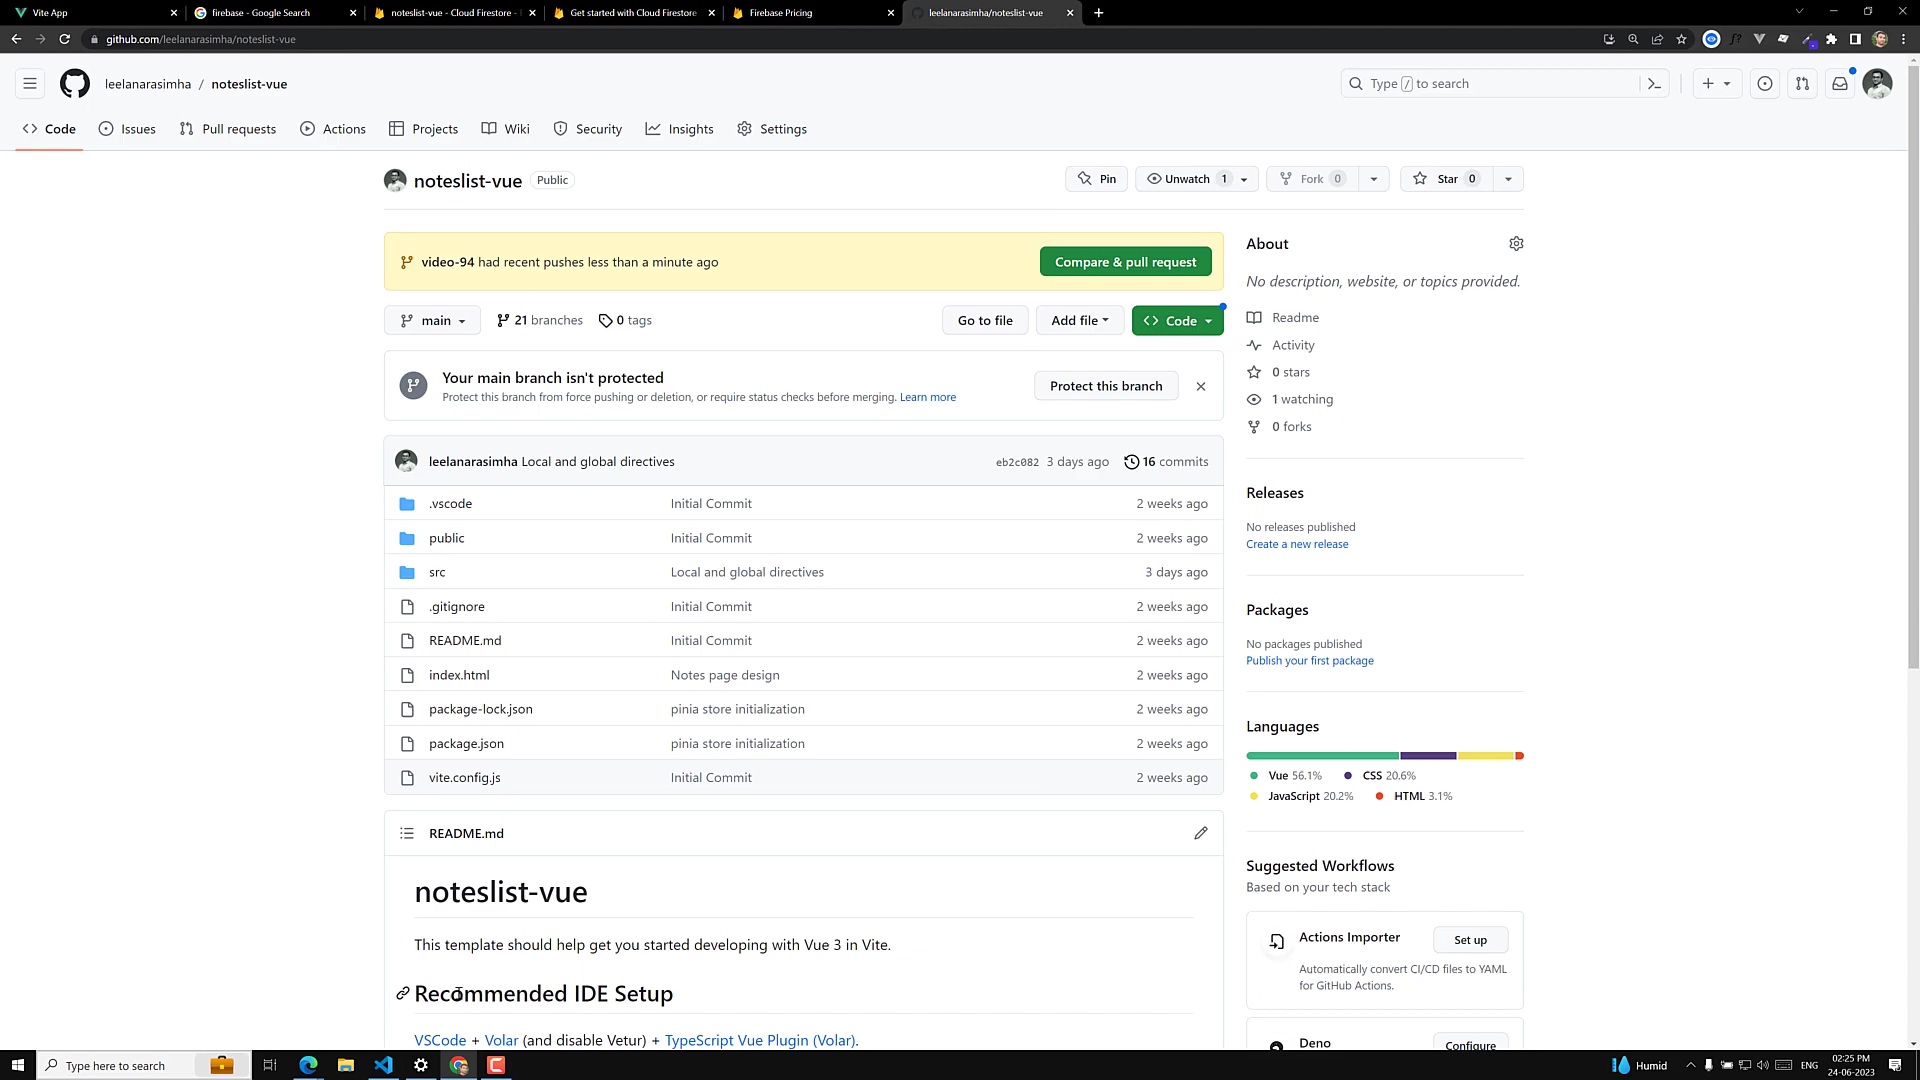 Vite App
firebase - Google Search
noteslist-vue - Cloud Firestore -
Get started with Cloud Firestore
Firebase Pricing
leelanarasimha/noteslist-vue
github.com/leelanarasimha/noteslist-vue
leelanarasimha / noteslist-vue
Type / to search
Code
Issues
Pull requests
Actions
Projects
Wiki
Security
Insights
Settings
noteslist-vue Public
Pin
Unwatch 1
Fork 0
Star 0
video-94 had recent pushes less than a minute ago
Compare & pull request
main
21 branches
0 tags
Go to file
Add file
Code
Your main branch isn't protected
Protect this branch from force pushing or deletion, or require status checks before merging. Learn more
Protect this branch
leelanarasimha Local and global directives
eb2c082 3 days ago
16 commits
.vscode Initial Commit 2 weeks ago
public Initial Commit 2 weeks ago
src Local and global directives 3 days ago
.gitignore Initial Commit 2 weeks ago
README.md Initial Commit 2 weeks ago
index.html Notes page design 2 weeks ago
package-lock.json pinia store initialization 2 weeks ago
package.json pinia store initialization 2 weeks ago
vite.config.js Initial Commit 2 weeks ago
README.md
noteslist-vue
This template should help get you started developing with Vue 3 in Vite.
Recommended IDE Setup
VSCode + Volar (and disable Vetur) + TypeScript Vue Plugin (Volar).
About
No description, website, or topics provided.
Readme
Activity
0 stars
1 watching
0 forks
Releases
No releases published
Create a new release
Packages
No packages published
Publish your first package
Languages
Vue 56.1%
CSS 20.6%
JavaScript 20.2%
HTML 3.1%
Suggested Workflows
Based on your tech stack
Actions Importer
Set up
Automatically convert CI/CD files to YAML
for GitHub Actions.
Deno
Configure
Type here to search
Humid
ENG
02:25 PM
24-06-2023